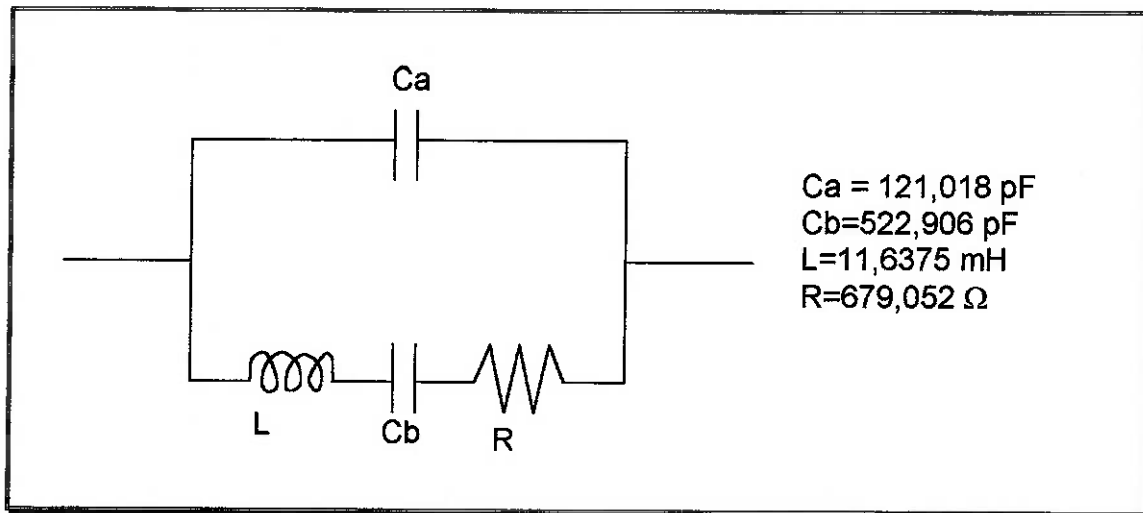 Ca
Ca = 121,018 pF
Cb=522,906 pF
L=11,6375 mH
R=679,052 Ω
L
Cb
R